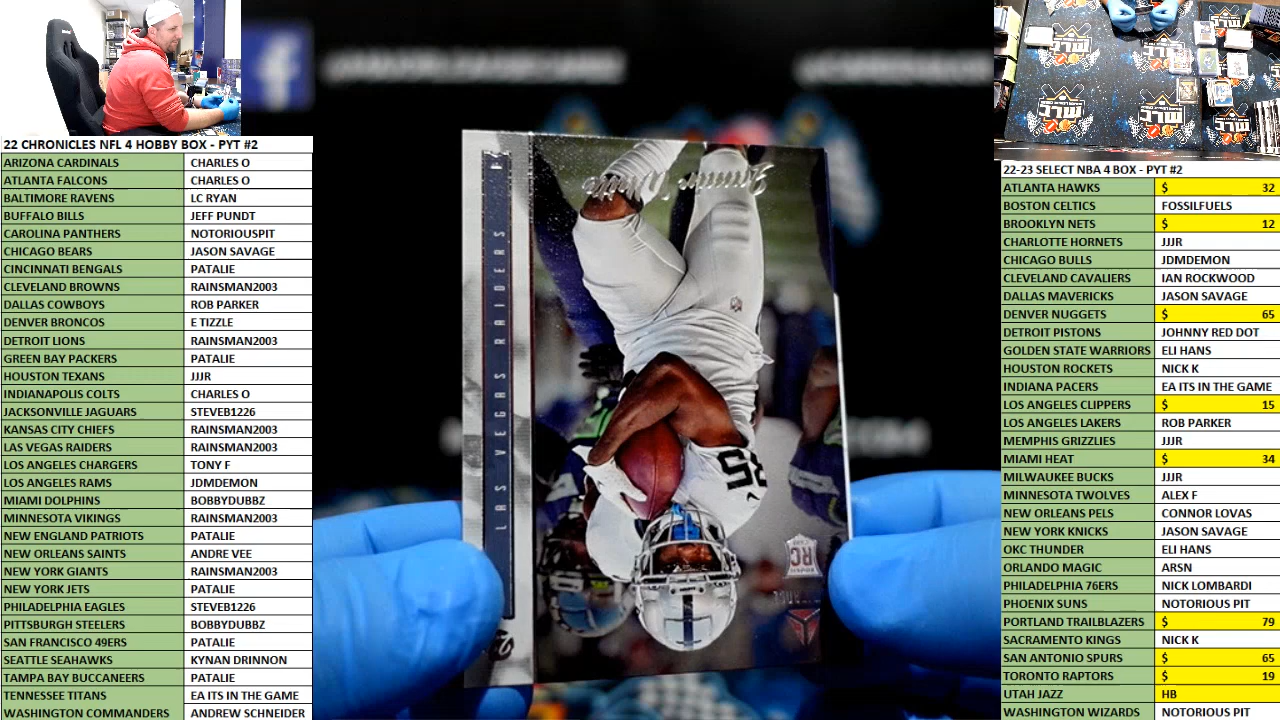 22 CHRONICLES NFL 4 HOBBY BOX - PYT #2
ARIZONA CARDINALS CHARLES O
ATLANTA FALCONS CHARLES O
BALTIMORE RAVENS LC RYAN
BUFFALO BILLS JEFF PUNDT
CAROLINA PANTHERS NOTORIOUSPIT
CHICAGO BEARS JASON SAVAGE
CINCINNATI BENGALS PATALIE
CLEVELAND BROWNS RAINSMAN2003
DALLAS COWBOYS ROB PARKER
DENVER BRONCOS E TIZZLE
DETROIT LIONS RAINSMAN2003
GREEN BAY PACKERS PATALIE
HOUSTON TEXANS JJJR
INDIANAPOLIS COLTS CHARLES O
JACKSONVILLE JAGUARS STEVEB1226
KANSAS CITY CHIEFS RAINSMAN2003
LAS VEGAS RAIDERS RAINSMAN2003
LOS ANGELES CHARGERS TONY F
LOS ANGELES RAMS JDMDEMON
MIAMI DOLPHINS BOBBYDUBBZ
MINNESOTA VIKINGS RAINSMAN2003
NEW ENGLAND PATRIOTS PATALIE
NEW ORLEANS SAINTS ANDRE VEE
NEW YORK GIANTS RAINSMAN2003
NEW YORK JETS PATALIE
PHILADELPHIA EAGLES STEVEB1226
PITTSBURGH STEELERS BOBBYDUBBZ
SAN FRANCISCO 49ERS PATALIE
SEATTLE SEAHAWKS KYNAN DRINNON
TAMPA BAY BUCCANEERS PATALIE
TENNESSEE TITANS EA ITS IN THE GAME
WASHINGTON COMMANDERS ANDREW SCHNEIDER
LAS VEGAS RAIDERS
35
RC
MLC
22-23 SELECT NBA 4 BOX - PYT #2
ATLANTA HAWKS $ 32
BOSTON CELTICS FOSSILFUELS
BROOKLYN NETS $ 12
CHARLOTTE HORNETS JJJR
CHICAGO BULLS JDMDEMON
CLEVELAND CAVALIERS IAN ROCKWOOD
DALLAS MAVERICKS JASON SAVAGE
DENVER NUGGETS $ 65
DETROIT PISTONS JOHNNY RED DOT
GOLDEN STATE WARRIORS ELI HANS
HOUSTON ROCKETS NICK K
INDIANA PACERS EA ITS IN THE GAME
LOS ANGELES CLIPPERS $ 15
LOS ANGELES LAKERS ROB PARKER
MEMPHIS GRIZZLIES JJJR
MIAMI HEAT $ 34
MILWAUKEE BUCKS JJJR
MINNESOTA TWOLVES ALEX F
NEW ORLEANS PELS CONNOR LOVAS
NEW YORK KNICKS JASON SAVAGE
OKC THUNDER ELI HANS
ORLANDO MAGIC ARSN
PHILADELPHIA 76ERS NICK LOMBARDI
PHOENIX SUNS NOTORIOUS PIT
PORTLAND TRAILBLAZERS $ 79
SACRAMENTO KINGS NICK K
SAN ANTONIO SPURS $ 65
TORONTO RAPTORS $ 19
UTAH JAZZ HB
WASHINGTON WIZARDS NOTORIOUS PIT